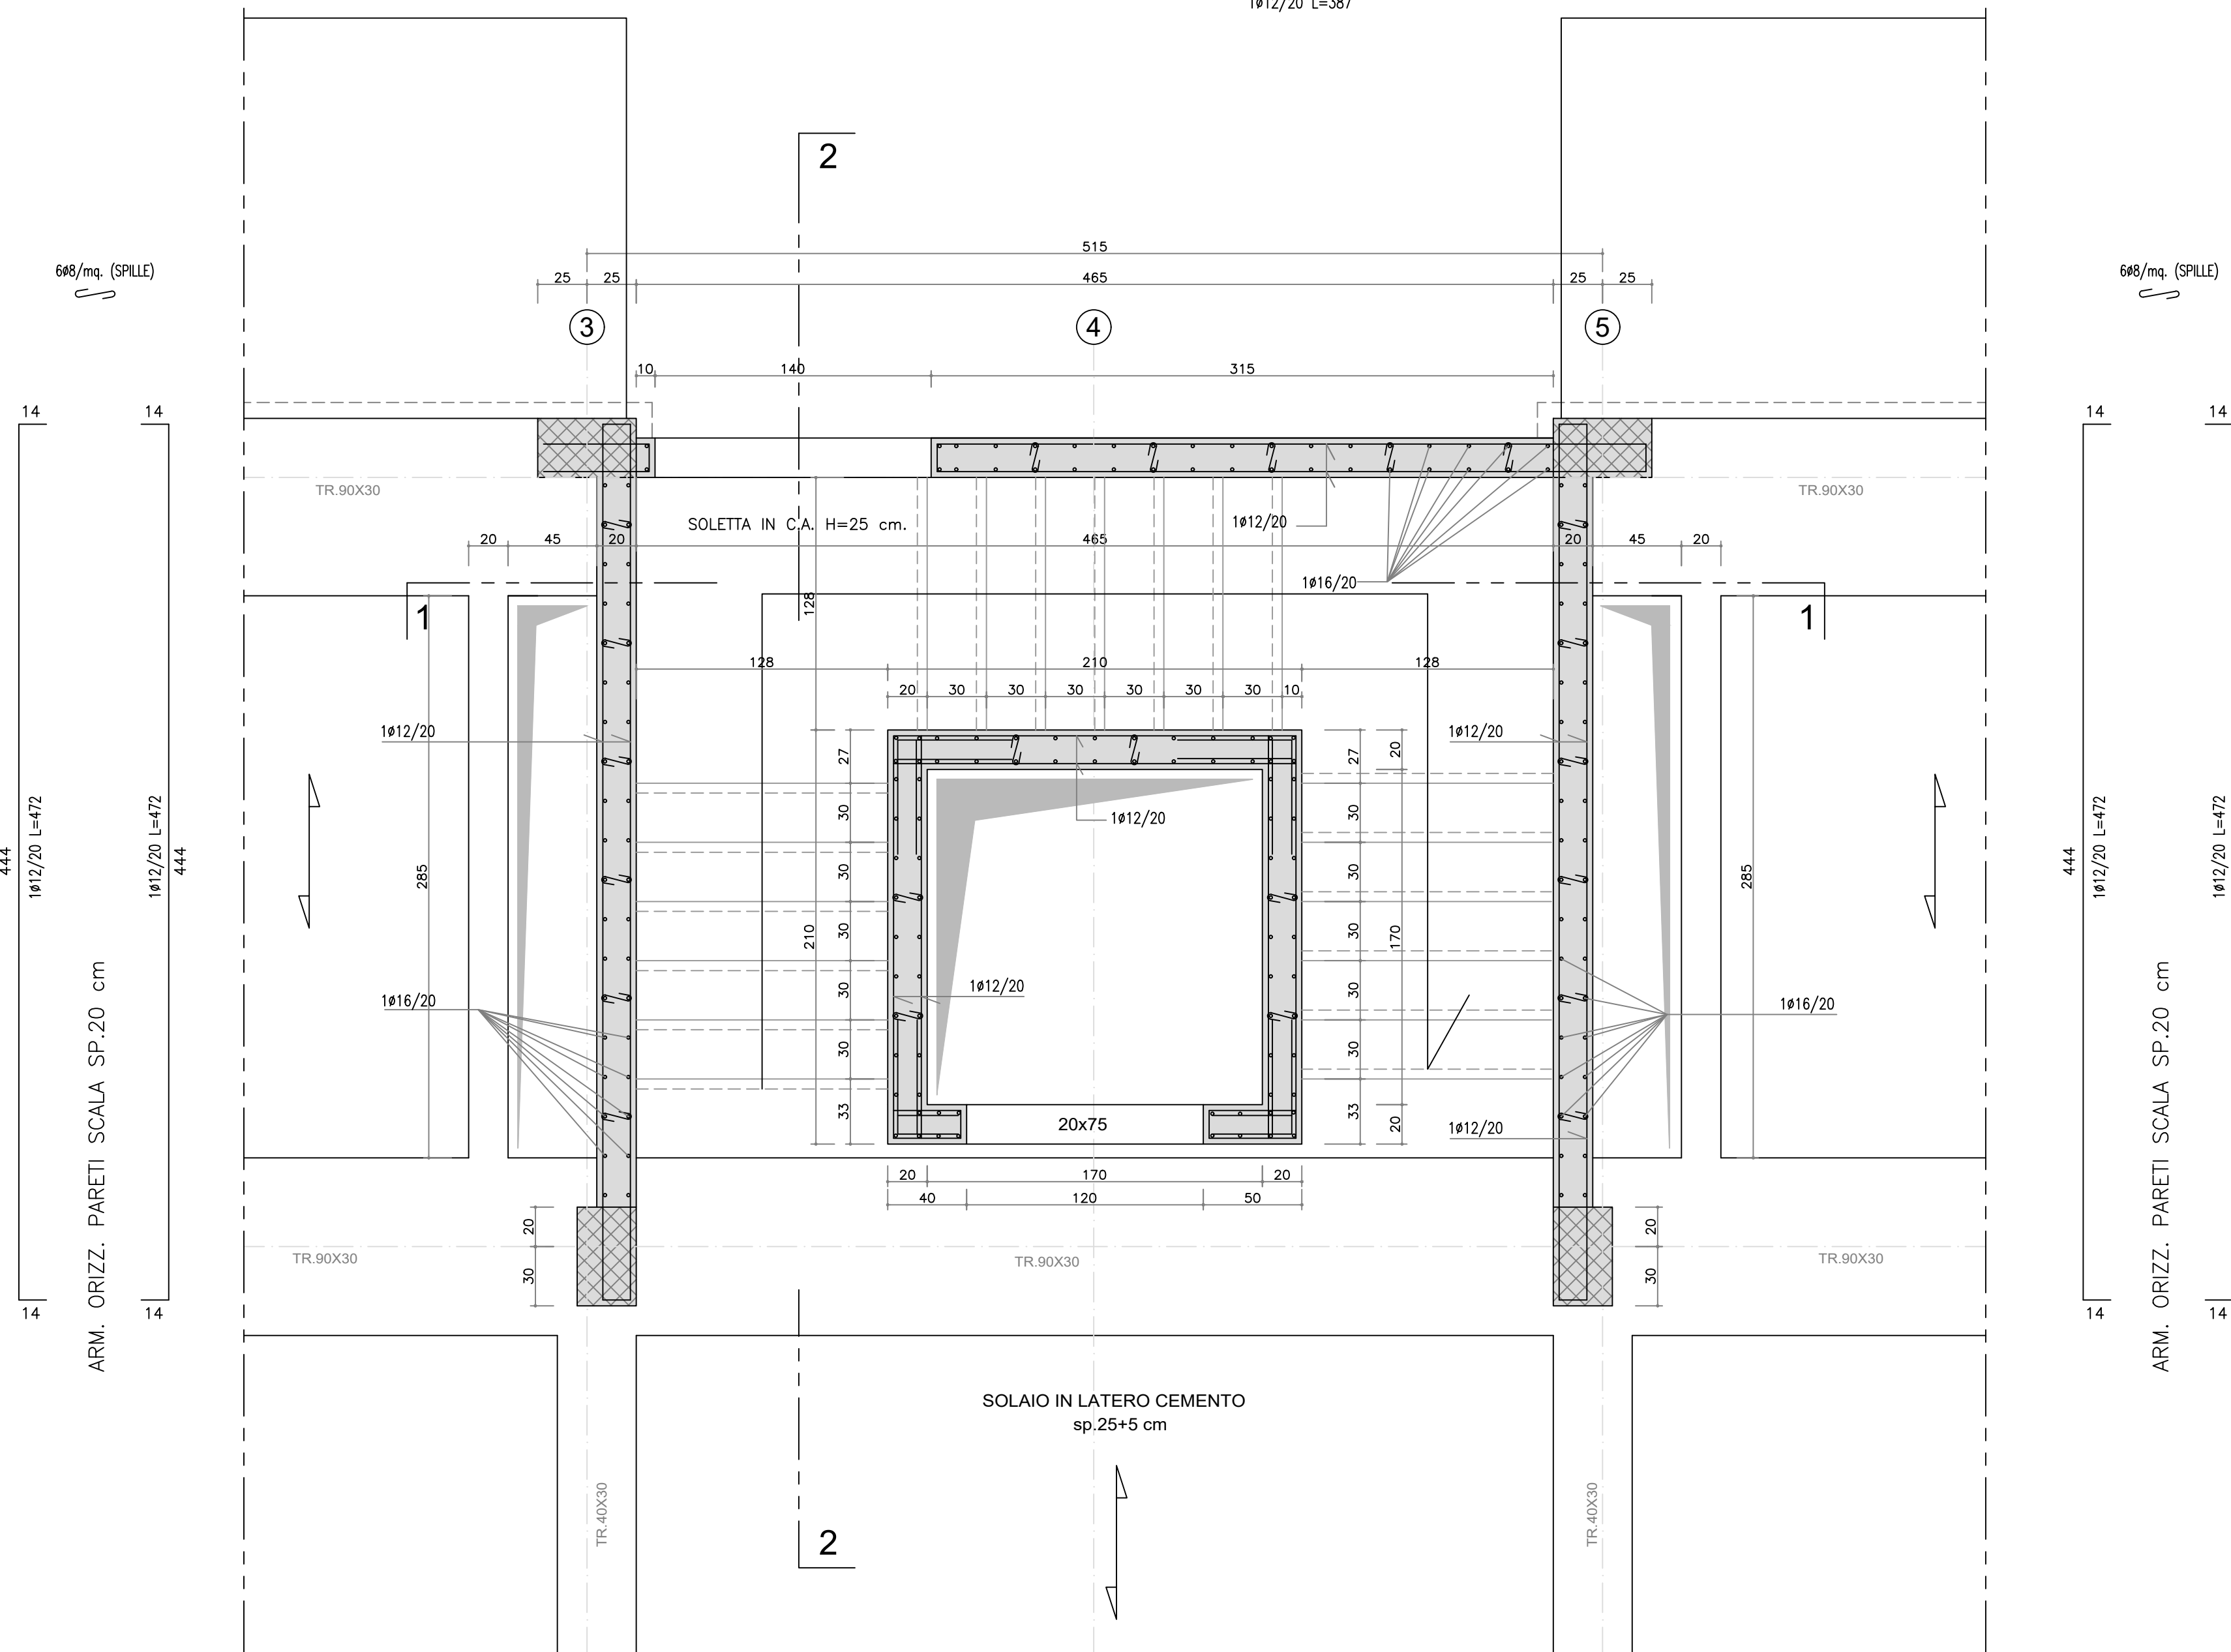 1ø12/20 L=387
2
515
6ø8/mq. (SPILLE)
6ø8/mq. (SPILLE)
25 25 465 25 25
3 4 5
10 140 315
14 14 14 14
TR.90X30 TR.90X30
SOLETTA IN C.A. H=25 cm.
1ø12/20
20 45 20 465 20 45 20
1ø16/20
128
1 1
128 210 128
20 30 30 30 30 30 30 10
1ø12/20
1ø12/20
27 27 20
30 30
1ø12/20
444
1ø12/20 L=472
1ø12/20 L=472
444
285
30 30
210
30 30
170
285
444
1ø12/20 L=472
1ø12/20 L=472
1ø12/20
30 30
1ø16/20
1ø16/20
30 30
33 33 20
20x75
1ø12/20
ARM. ORIZZ. PARETI SCALA SP.20 cm
ARM. ORIZZ. PARETI SCALA SP.20 cm
20 170 20
40 120 50
20 20
30 30
TR.90X30 TR.90X30 TR.90X30
14 14 14 14
SOLAIO IN LATERO CEMENTO
sp.25+5 cm
TR.40X30
TR.40X30
2